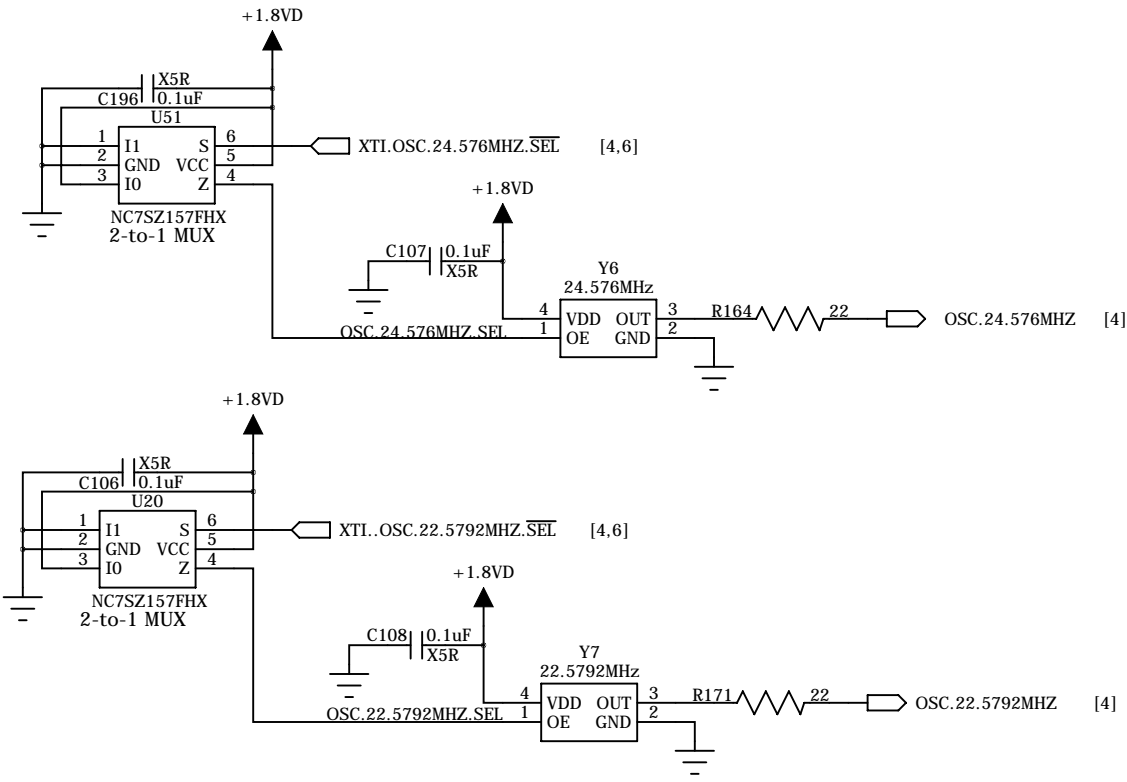 +1.8VD
X5R
C196 0.1uF
U51
1 I1 S 6 XTI.OSC.24.576MHZ.SEL [4,6]
2 GND VCC 5
3 I0 Z 4
NC7SZ157FHX
2-to-1 MUX
+1.8VD
C107 0.1uF
X5R
Y6
24.576MHz
4 VDD OUT 3 R164 22 OSC.24.576MHZ [4]
OSC.24.576MHZ.SEL 1 OE GND 2
+1.8VD
X5R
C106 0.1uF
U20
1 I1 S 6 XTI..OSC.22.5792MHZ.SEL [4,6]
2 GND VCC 5
3 I0 Z 4
NC7SZ157FHX
2-to-1 MUX
+1.8VD
C108 0.1uF
X5R
Y7
22.5792MHz
4 VDD OUT 3 R171 22 OSC.22.5792MHZ [4]
OSC.22.5792MHZ.SEL 1 OE GND 2